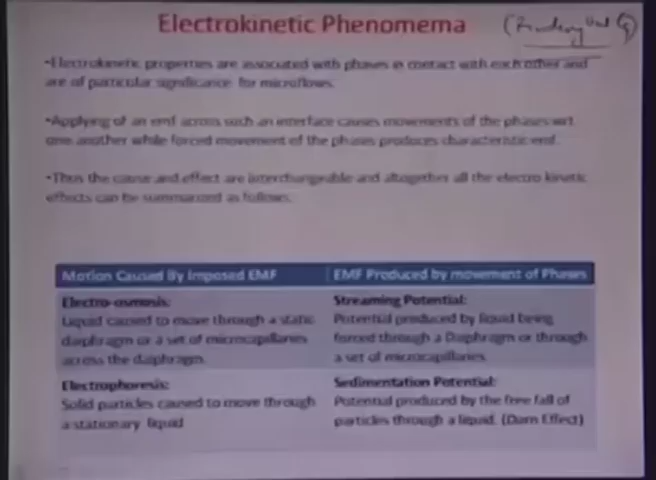 Electrokinetic Phenomema
•Electrokinetic properties are associated with phases in contact with each other and
are of particular significance for microflows.
•Applying of an emf across such an interface causes movements of the phases wrt
one another while forced movement of the phases produces characteristic emf.
•Thus the cause and effect are interchangeable and altogether all the electro kinetic
effects can be summarized as follows.
Motion Caused By Imposed EMF
EMF Produced by movement of Phases
Electro-osmosis:
Liquid caused to move through a static
diaphragm or a set of microcapillaries
across the diaphragm.
Streaming Potential:
Potential produced by liquid being
forced through a Diaphragm or through
a set of microcapillaries
Electrophoresis:
Solid particles caused to move through
a stationary liquid
Sedimentation Potential:
Potential produced by the free fall of
particles through a liquid. (Dorn Effect)